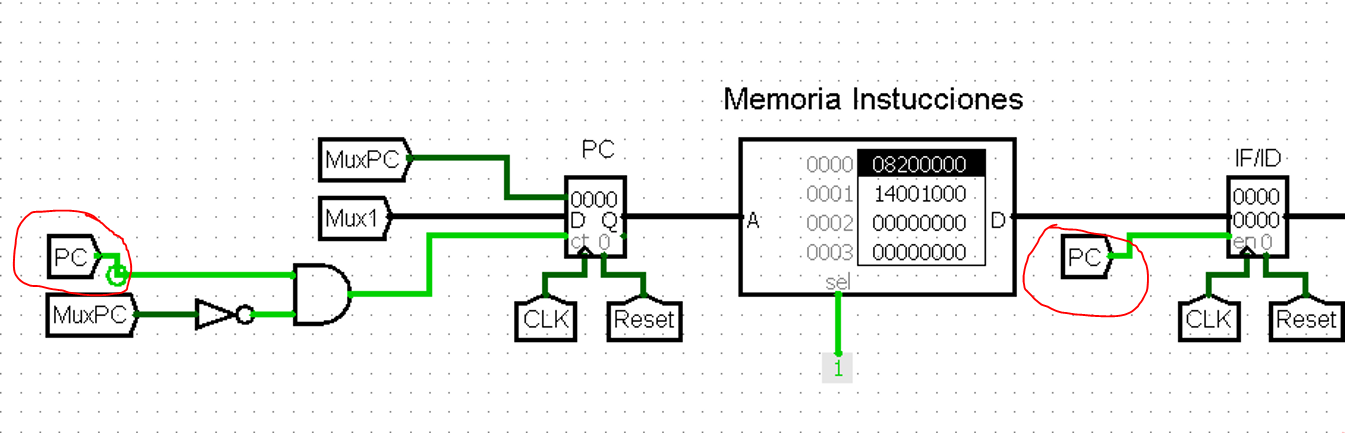 Memoria Instucciones
MuxPC
PC
0000
D Q
ct 0
Mux1
PC
MuxPC
CLK
Reset
0000 08200000
0001 14001000
0002 00000000
0003 00000000
A
D
sel
1
IF/ID
0000
0000
en 0
PC
CLK
Reset